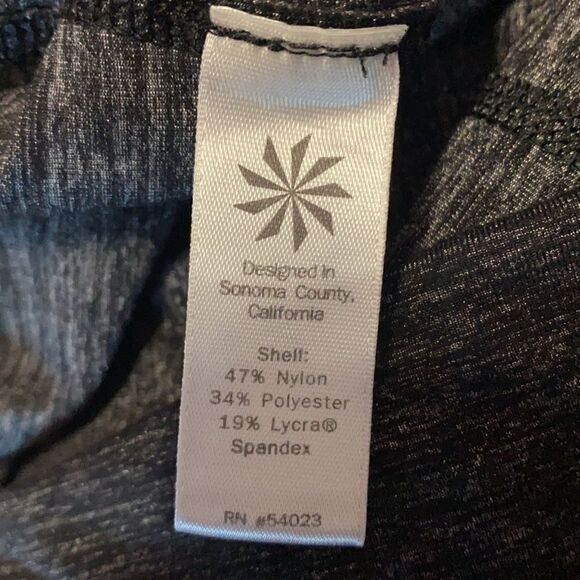 Designed in
Sonoma County,
California
Shell:
47% Nylon
34% Polyester
19% Lycra®
Spandex
RN #54023